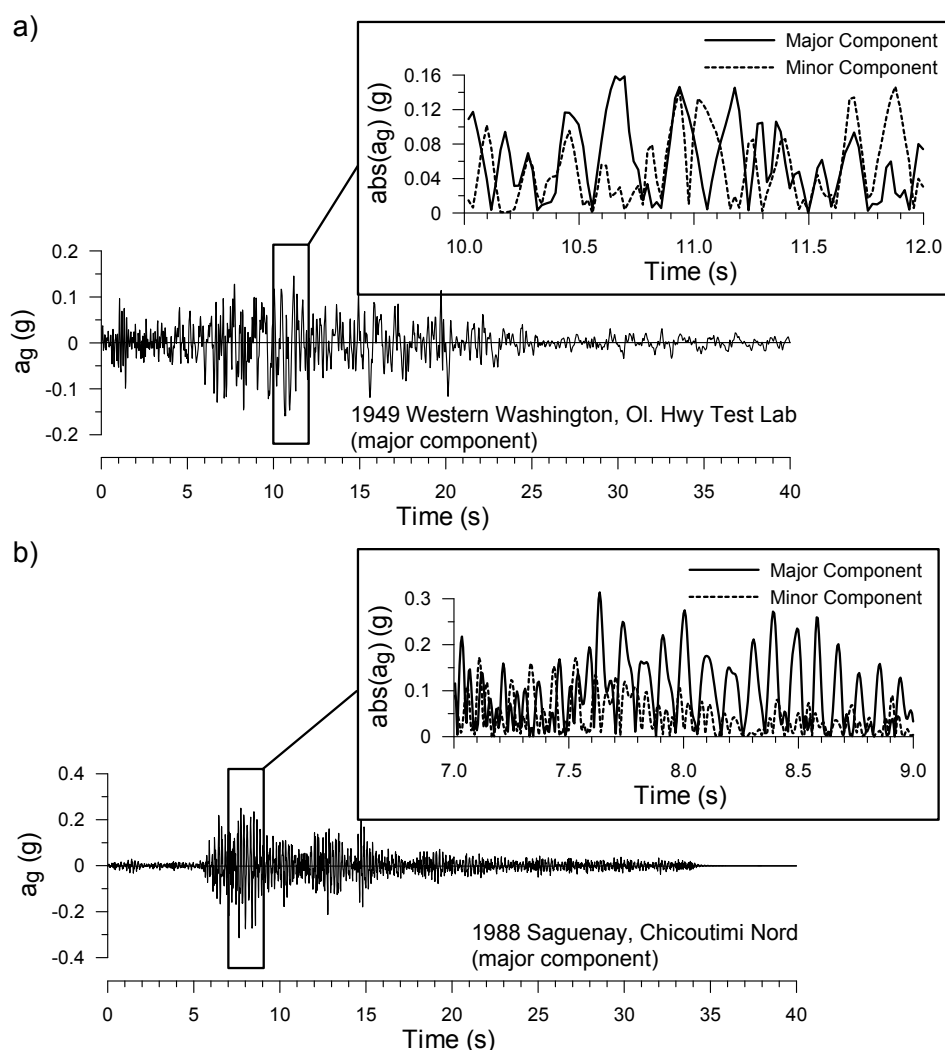 a)
Major Component
Minor Component
abs(ag) (g)
0.16
0.12
0.08
0.04
0
10.0 10.5 11.0 11.5 12.0
Time (s)
ag (g)
0.2
0.1
0
-0.1
-0.2
1949 Western Washington, Ol. Hwy Test Lab
(major component)
0 5 10 15 20 25 30 35 40
Time (s)
b)
Major Component
Minor Component
abs(ag) (g)
0.3
0.2
0.1
0
7.0 7.5 8.0 8.5 9.0
Time (s)
ag (g)
0.4
0.2
0
-0.2
-0.4
1988 Saguenay, Chicoutimi Nord
(major component)
0 5 10 15 20 25 30 35 40
Time (s)